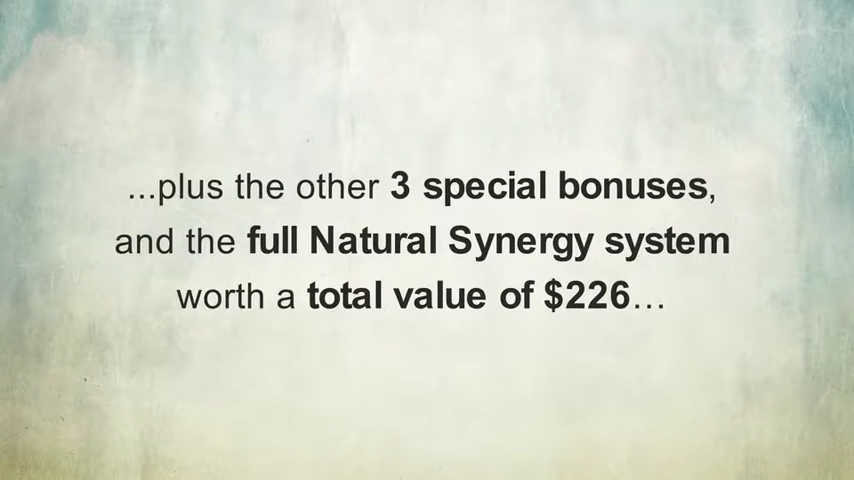 ...plus the other 3 special bonuses,
and the full Natural Synergy system
worth a total value of $226...